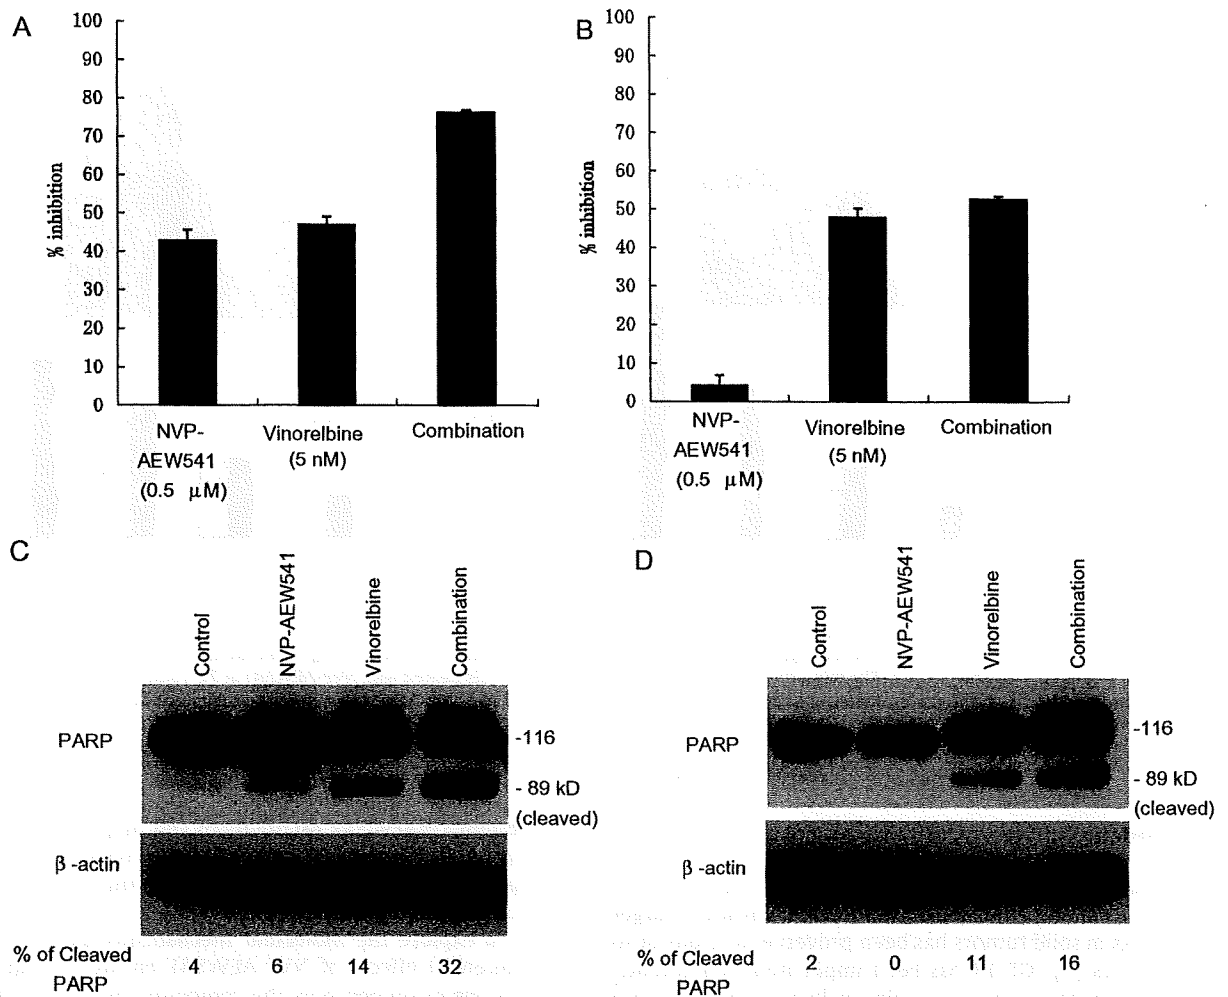 A
100
90
80
70
60
50
40
30
20
10
0
% inhibition
NVP-
AEW541
(0.5 μM)
Vinorelbine
(5 nM)
Combination
B
100
90
80
70
60
50
40
30
20
10
0
% inhibition
NVP-
AEW541
(0.5 μM)
Vinorelbine
(5 nM)
Combination
C
Control
NVP-AEW541
Vinorelbine
Combination
PARP
-116
- 89 kD
(cleaved)
β -actin
% of Cleaved
PARP
4 6 14 32
D
Control
NVP-AEW541
Vinorelbine
Combination
PARP
-116
- 89 kD
(cleaved)
β -actin
% of Cleaved
PARP
2 0 11 16